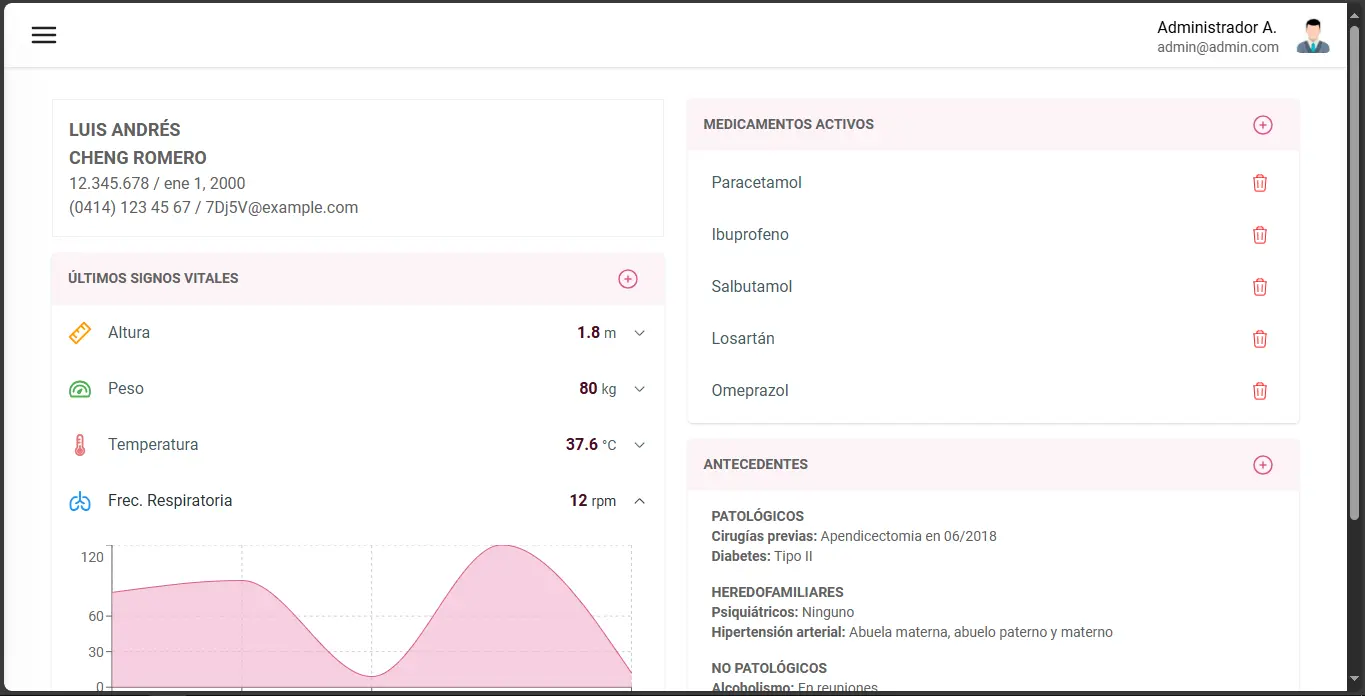 Administrador A.
admin@admin.com
LUIS ANDRÉS
CHENG ROMERO
12.345.678 / ene 1, 2000
(0414) 123 45 67 / 7Dj5V@example.com
ÚLTIMOS SIGNOS VITALES
Altura 1.8 m
Peso 80 kg
Temperatura 37.6 °C
Frec. Respiratoria 12 rpm
120
60
30
0
MEDICAMENTOS ACTIVOS
Paracetamol
Ibuprofeno
Salbutamol
Losartán
Omeprazol
ANTECEDENTES
PATOLÓGICOS
Cirugías previas: Apendicectomia en 06/2018
Diabetes: Tipo II
HEREDOFAMILIARES
Psiquiátricos: Ninguno
Hipertensión arterial: Abuela materna, abuelo paterno y materno
NO PATOLÓGICOS
Alcoholismo: En reuniones